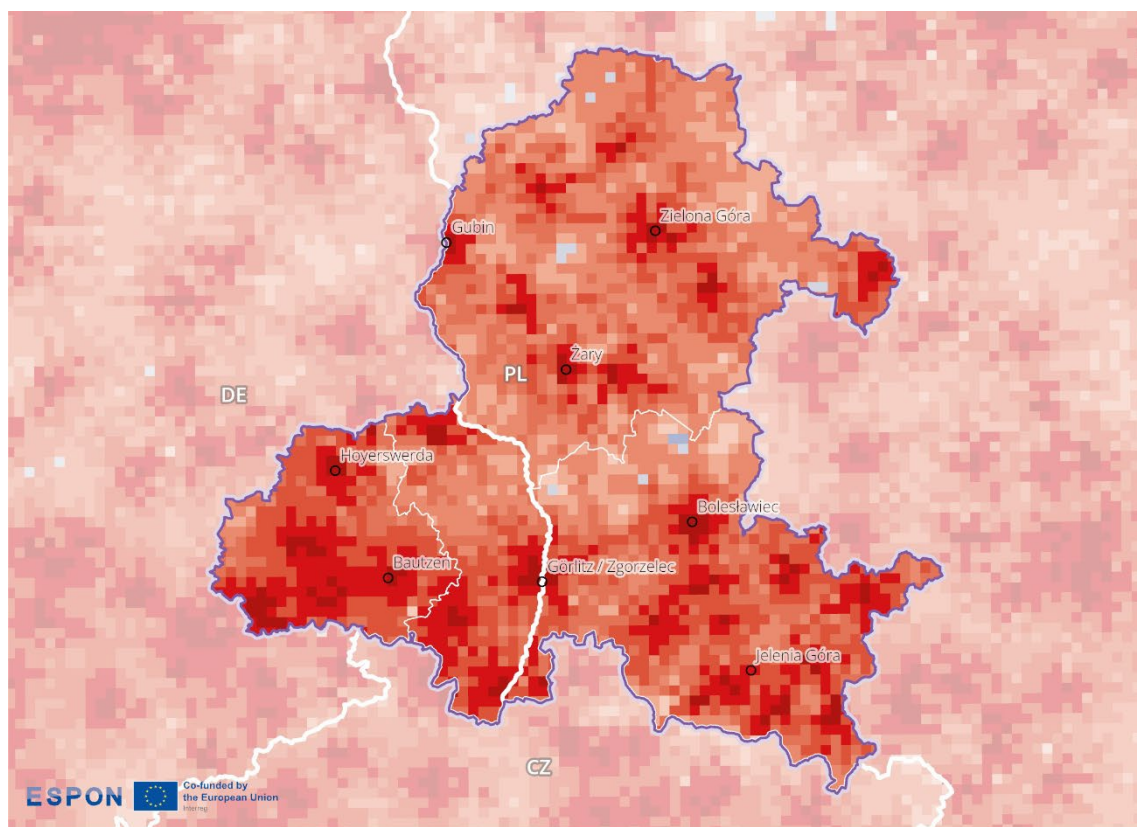 Gubin
Zielona Góra
Żary
PL
DE
Hoyerswerda
Bolesławiec
Bautzen
Görlitz / Zgorzelec
Jelenia Góra
CZ
ESPON
Co-funded by
the European Union
Interreg